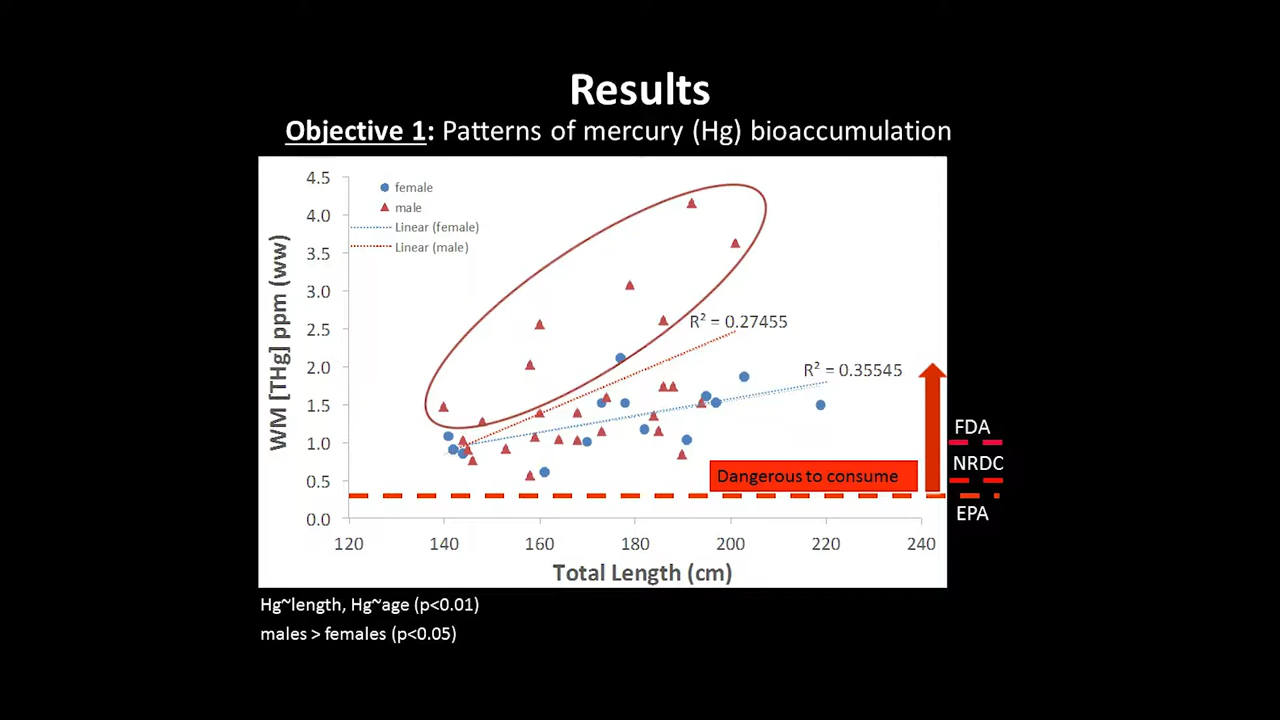 Results
Objective 1: Patterns of mercury (Hg) bioaccumulation
4.5
4.0
3.5
3.0
2.5
2.0
1.5
1.0
0.5
0.0
WM [THg] ppm (ww)
female
male
Linear (female)
Linear (male)
R² = 0.27455
R² = 0.35545
Dangerous to consume
FDA
NRDC
EPA
120 140 160 180 200 220 240
Total Length (cm)
Hg~length, Hg~age (p<0.01)
males > females (p<0.05)